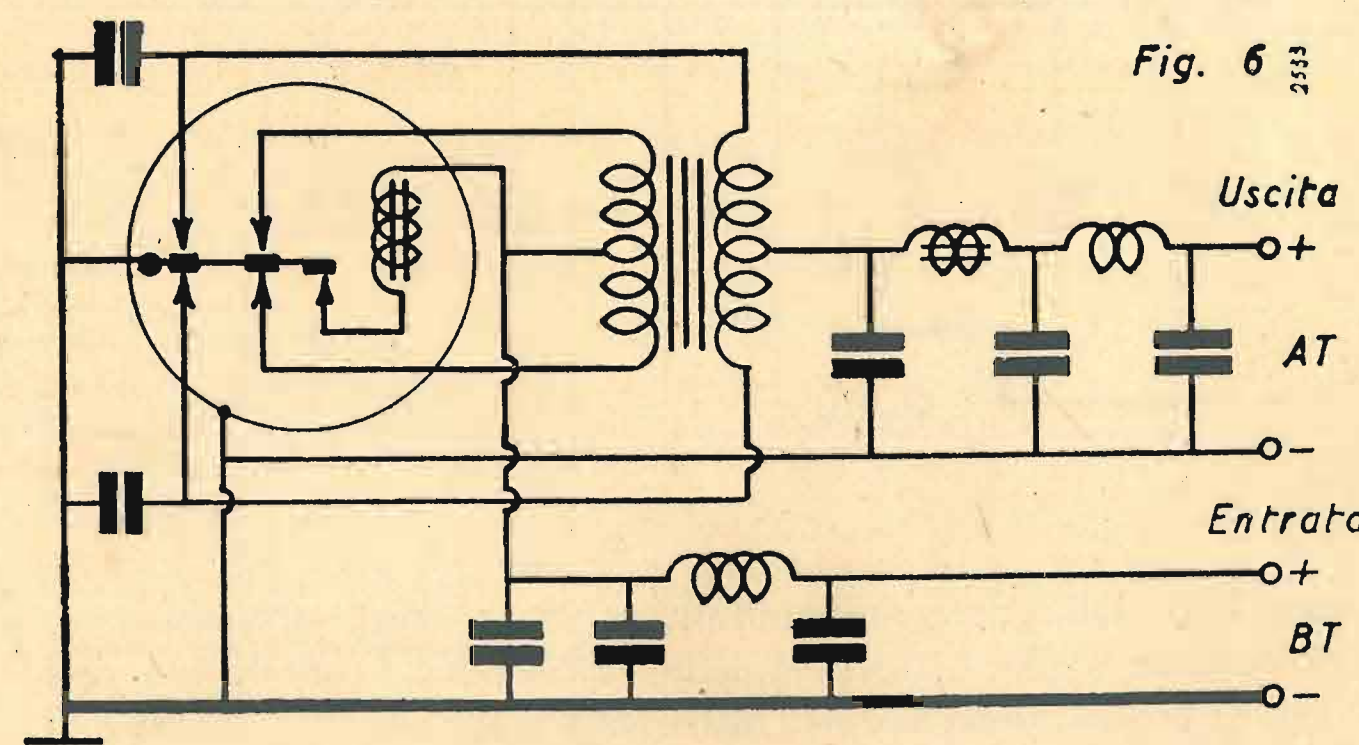 Fig. 6
2533
Uscita
+
AT
-
Entrata
+
BT
-